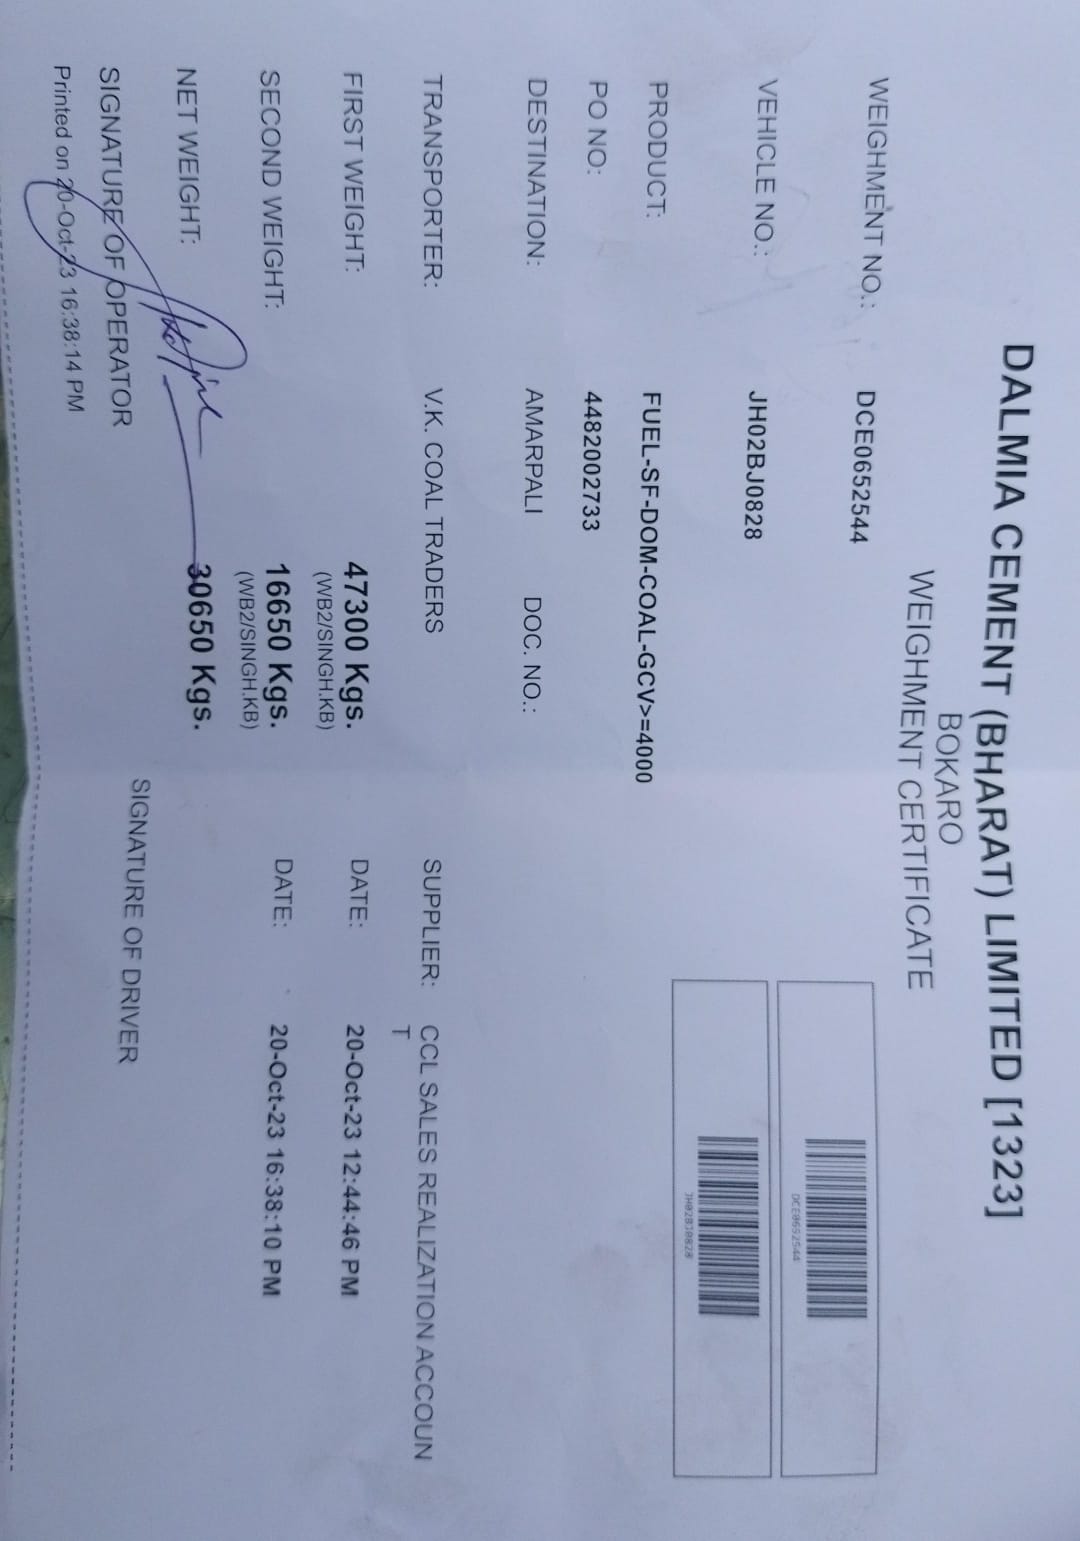 DALMIA CEMENT (BHARAT) LIMITED [1323]
BOKARO
WEIGHMENT CERTIFICATE
WEIGHMENT NO.: DCE0652544
DCE0652544
VEHICLE NO.: JH02BJ0828
JH02BJ0828
PRODUCT: FUEL-SF-DOM-COAL-GCV>=4000
PO NO: 4482002733
DESTINATION: AMARPALI DOC. NO.:
TRANSPORTER: V.K. COAL TRADERS SUPPLIER: CCL SALES REALIZATION ACCOUN
T
FIRST WEIGHT: 47300 Kgs. DATE: 20-Oct-23 12:44:46 PM
(WB2/SINGH.KB)
SECOND WEIGHT: 16650 Kgs. DATE: 20-Oct-23 16:38:10 PM
(WB2/SINGH.KB)
NET WEIGHT: 30650 Kgs.
SIGNATURE OF OPERATOR SIGNATURE OF DRIVER
Printed on 20-Oct-23 16:38:14 PM